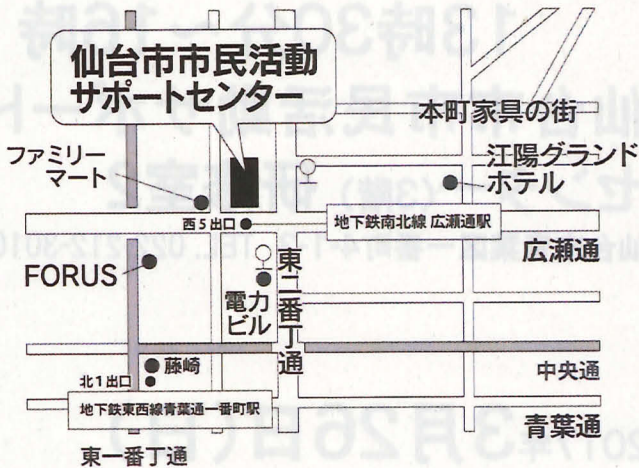 仙台市市民活動
サポートセンター
本町家具の街
ファミリー
マート
江陽グランド
ホテル
西5出口
地下鉄南北線 広瀬通駅
広瀬通
FORUS
電力
ビル
東二番丁通
藤崎
北1出口
中央通
地下鉄東西線青葉通一番町駅
青葉通
東一番丁通